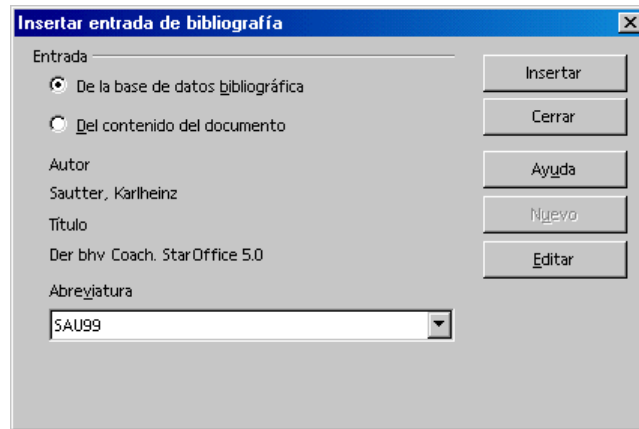 Insertar entrada de bibliografía
Entrada
De la base de datos bibliográfica
Del contenido del documento
Autor
Sautter, Karlheinz
Título
Der bhv Coach. StarOffice 5.0
Abreviatura
SAU99
Insertar
Cerrar
Ayuda
Nuevo
Editar